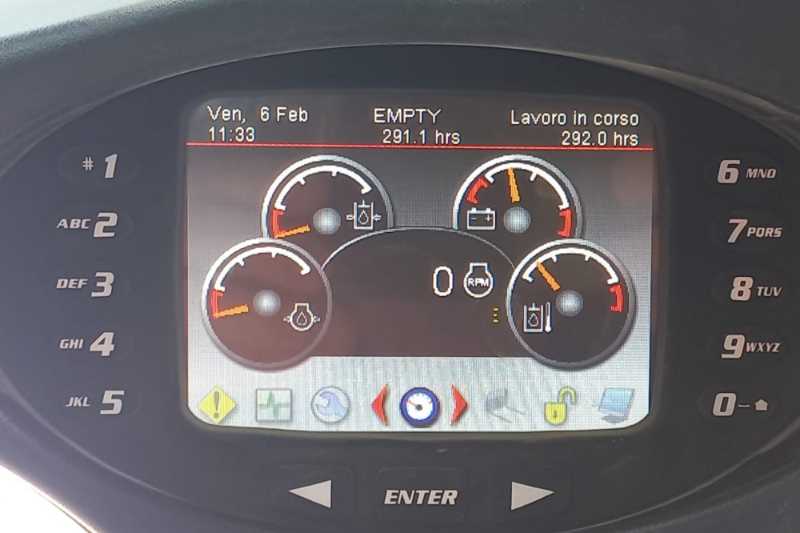 Ven, 6 Feb EMPTY Lavoro in corso
11:33 291.1 hrs 292.0 hrs
# 1
6 MNO
ABC 2
7 PQRS
0 RPM
DEF 3
8 TUV
GHI 4
9 WXYZ
JKL 5
0 –
ENTER